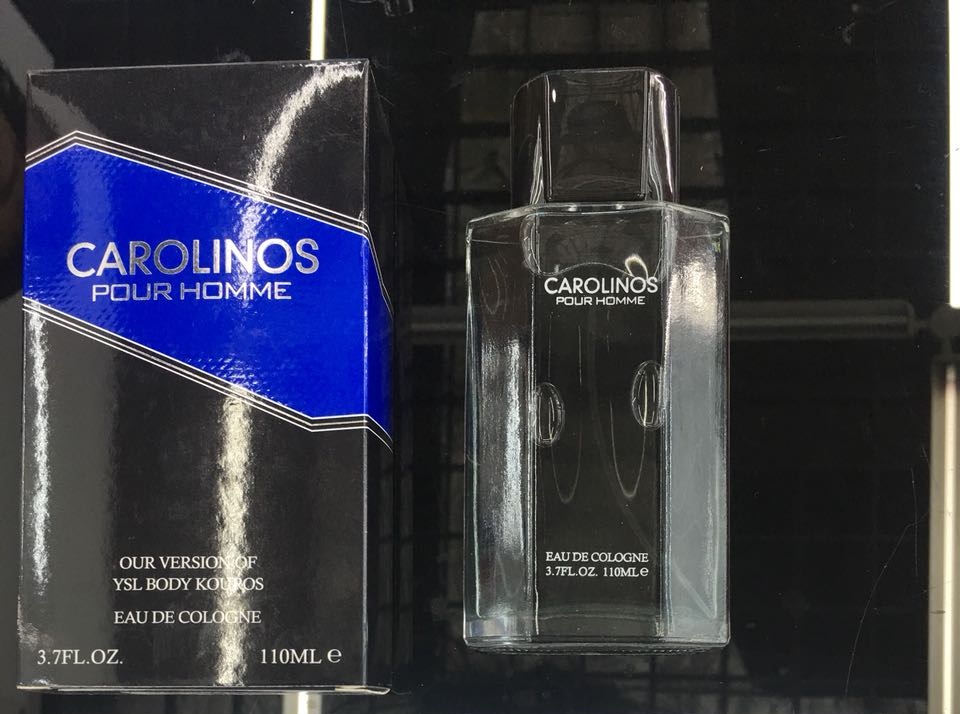 CAROLINOS
POUR HOMME
OUR VERSION OF
YSL BODY KOUROS
EAU DE COLOGNE
3.7FL.OZ. 110ML ℮
CAROLINOS
POUR HOMME
EAU DE COLOGNE
3.7FL.OZ. 110ML℮